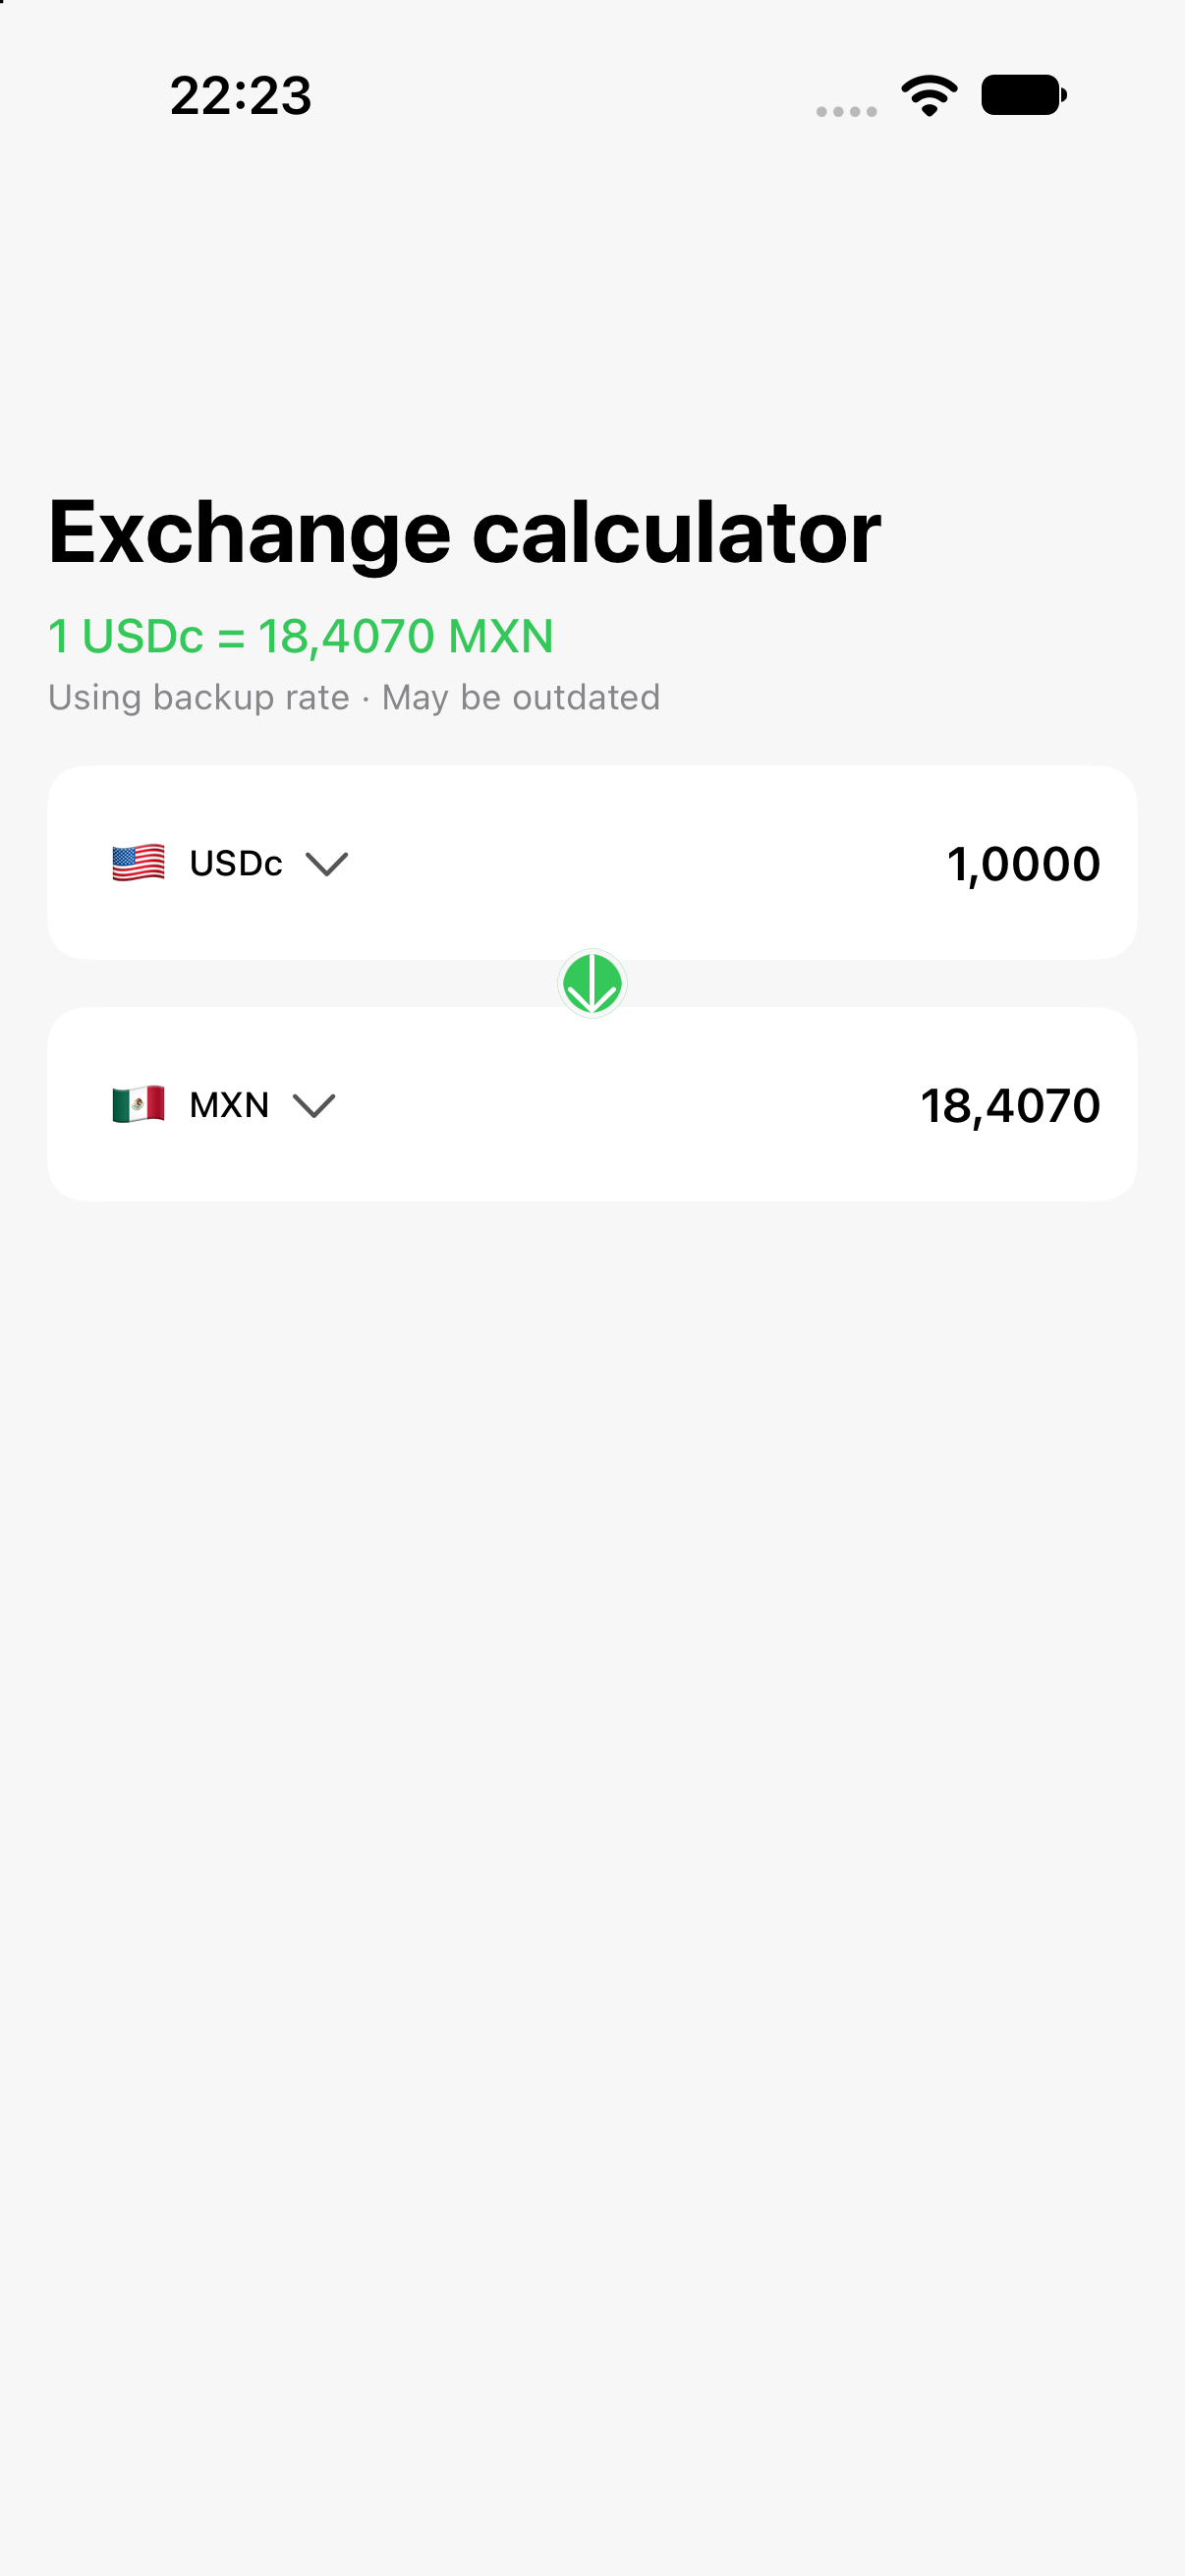 22:23
Exchange calculator
1 USDc = 18,4070 MXN
Using backup rate · May be outdated
USDc 1,0000
MXN 18,4070